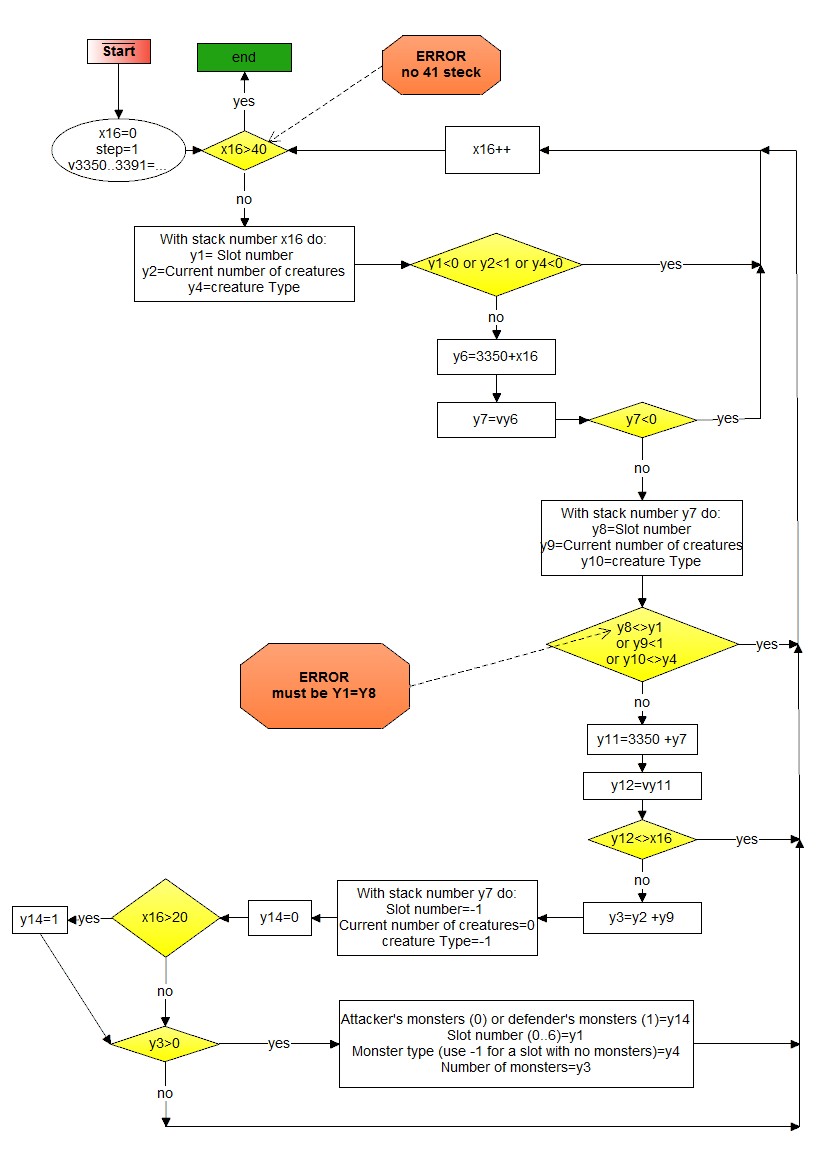 Start
end
ERROR
no 41 steck
yes
x16=0
step=1
v3350..3391=...
x16>40
x16++
no
With stack number x16 do:
y1= Slot number
y2=Current number of creatures
y4=creature Type
y1<0 or y2<1 or y4<0
yes
no
y6=3350+x16
y7=vy6
y7<0
yes
no
With stack number y7 do:
y8=Slot number
y9=Current number of creatures
y10=creature Type
y8<>y1
or y9<1
or y10<>y4
yes
ERROR
must be Y1=Y8
no
y11=3350 +y7
y12=vy11
y12<>x16
yes
no
y3=y2 +y9
With stack number y7 do:
Slot number=-1
Current number of creatures=0
creature Type=-1
y14=0
x16>20
yes
y14=1
no
y3>0
yes
Attacker's monsters (0) or defender's monsters (1)=y14
Slot number (0..6)=y1
Monster type (use -1 for a slot with no monsters)=y4
Number of monsters=y3
no